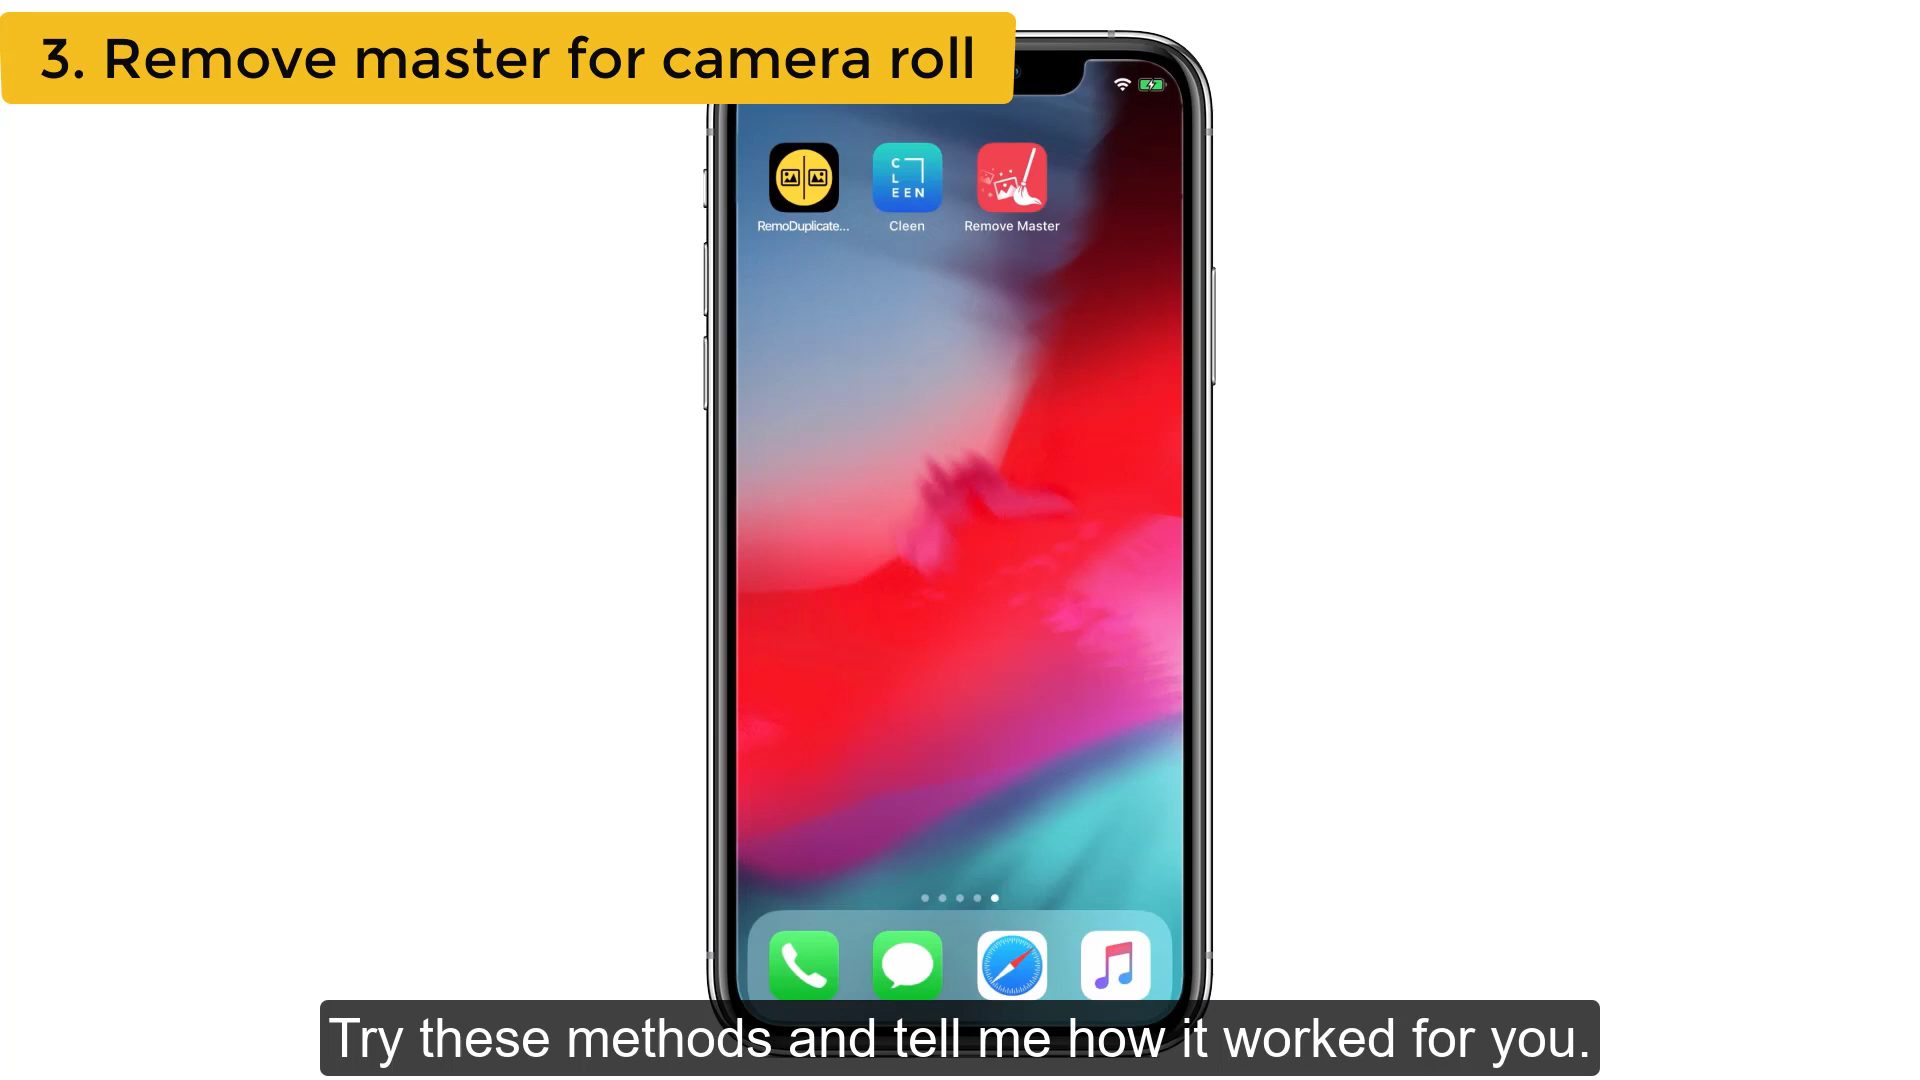 3. Remove master for camera roll
C
L
EEN
RemoDuplicate...
Cleen
Remove Master
Try these methods and tell me how it worked for you.